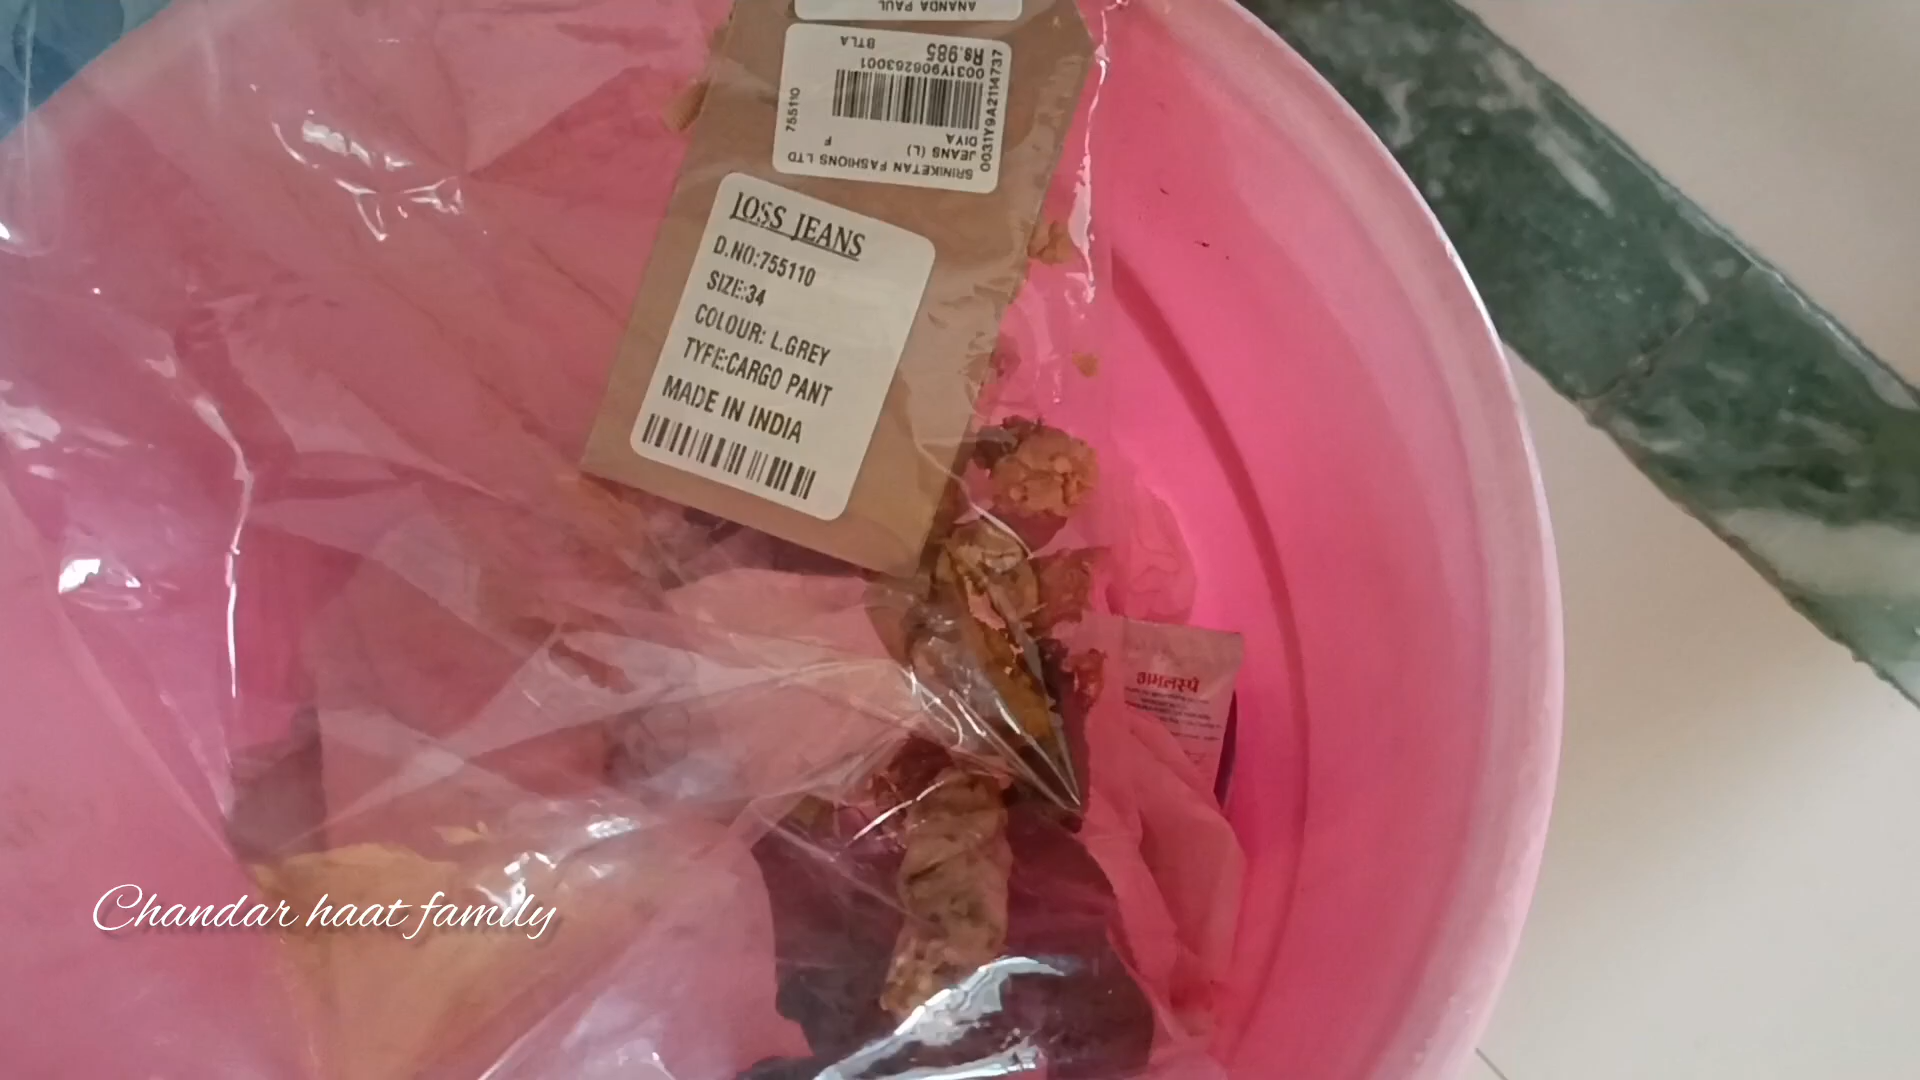 ANANDA PAUL
BTLA
Rs.985
0031Y906263001
755110
0031Y9A2114737
DIYA
JEANS (L)
F
SRINIKETAN FASHIONS LTD
JOSS JEANS
D.NO:755110
SIZE:34
COLOUR: L.GREY
TYPE:CARGO PANT
MADE IN INDIA
Chandar haat family